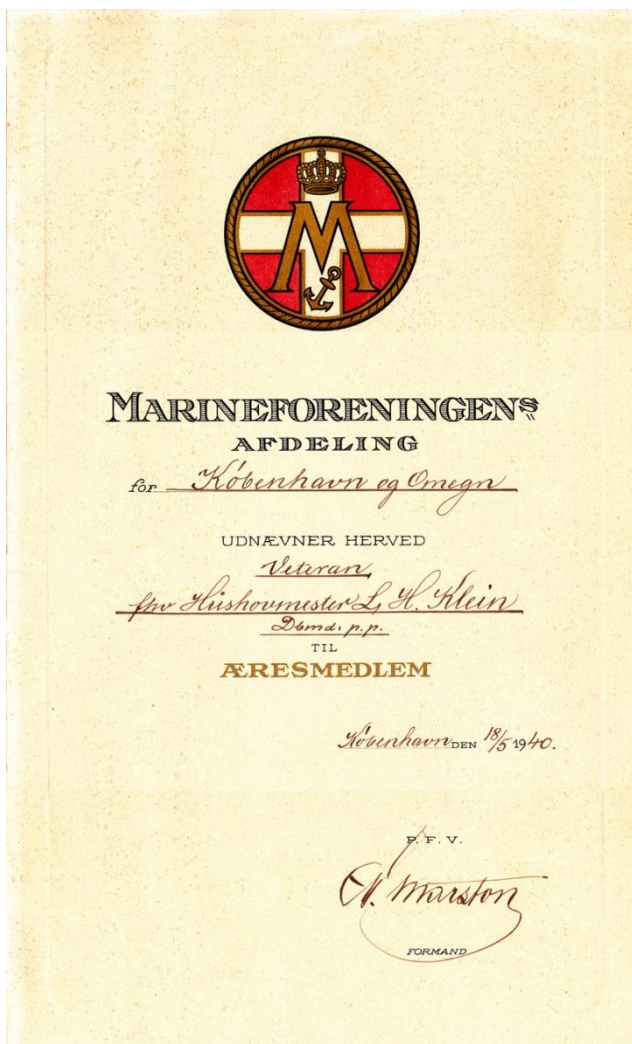 M
MARINEFORENINGENS
AFDELING
for København og Omegn
UDNÆVNER HERVED
Veteran,
fhv Hushovmester L, H. Klein
Dbmd. p.p.
TIL
ÆRESMEDLEM
København DEN 18/5 1940.
P. F. V.
Marston
FORMAND